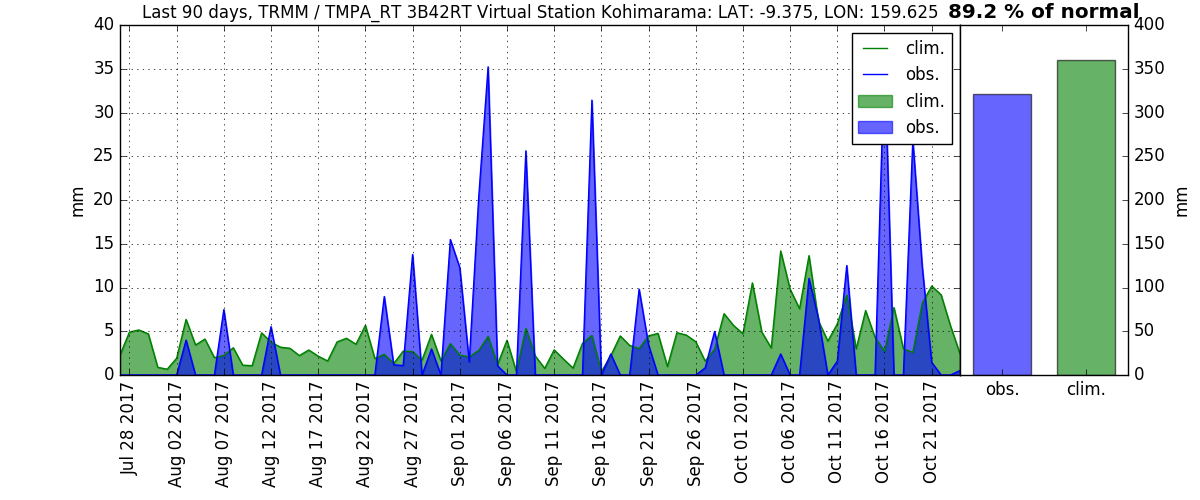 Last 90 days, TRMM / TMPA_RT 3B42RT Virtual Station Kohimarama: LAT: -9.375, LON: 159.625 89.2 % of normal
40
35
30
25
20
15
10
5
0
mm
clim.
obs.
clim.
obs.
400
350
300
250
200
150
100
50
0
mm
Jul 28 2017
Aug 02 2017
Aug 07 2017
Aug 12 2017
Aug 17 2017
Aug 22 2017
Aug 27 2017
Sep 01 2017
Sep 06 2017
Sep 11 2017
Sep 16 2017
Sep 21 2017
Sep 26 2017
Oct 01 2017
Oct 06 2017
Oct 11 2017
Oct 16 2017
Oct 21 2017
obs.
clim.